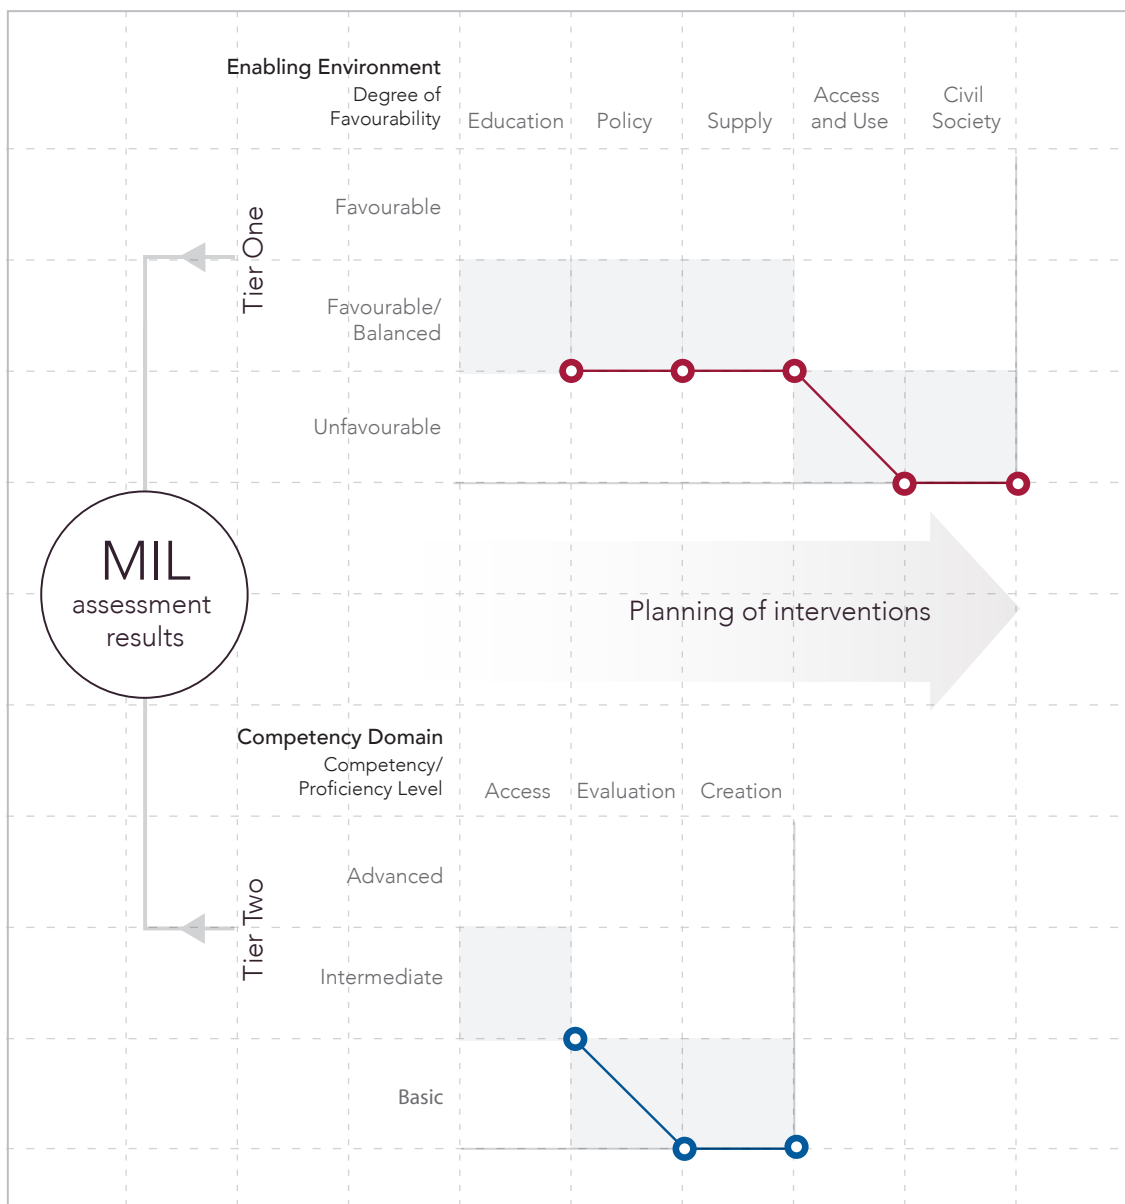 Enabling Environment
Degree of
Favourability
Education
Policy
Supply
Access
and Use
Civil
Society
Tier One
Favourable
Favourable/
Balanced
Unfavourable
MIL
assessment
results
Planning of interventions
Competency Domain
Competency/
Proficiency Level
Access
Evaluation
Creation
Tier Two
Advanced
Intermediate
Basic